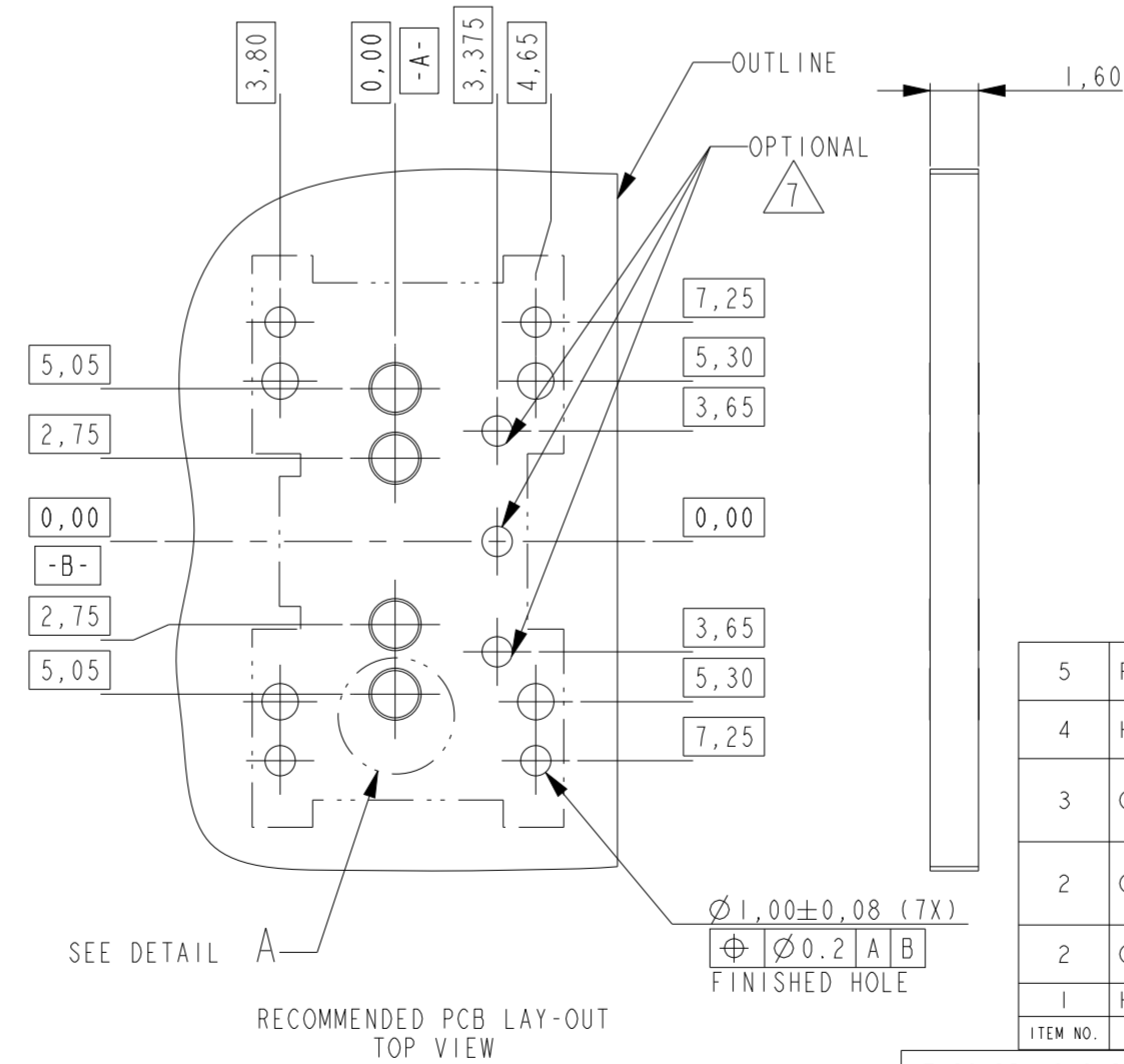 3,80
0,00
-A-
3,375
4,65
OUTLINE
1,60
OPTIONAL
7
7,25
5,30
3,65
5,05
2,75
0,00
-B-
2,75
5,05
0,00
3,65
5,30
7,25
Ø1,00±0,08 (7X)
⌖ Ø0.2 A B
FINISHED HOLE
SEE DETAIL A
RECOMMENDED PCB LAY-OUT
TOP VIEW
5
4
3
2
2
1
ITEM NO.